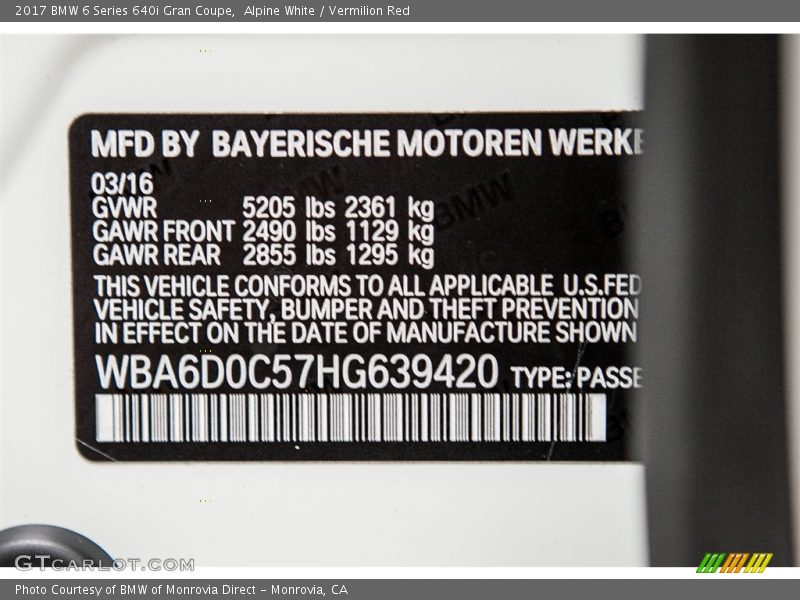 2017 BMW 6 Series 640i Gran Coupe,  Alpine White / Vermilion Red
MFD BY BAYERISCHE MOTOREN WERKE
03/16
GVWR 5205 lbs 2361 kg
GAWR FRONT 2490 lbs 1129 kg
GAWR REAR 2855 lbs 1295 kg
THIS VEHICLE CONFORMS TO ALL APPLICABLE U.S.FED
VEHICLE SAFETY, BUMPER AND THEFT PREVENTION
IN EFFECT ON THE DATE OF MANUFACTURE SHOWN
WBA6D0C57HG639420 TYPE: PASSE
GTcarlot.com
Photo Courtesy of BMW of Monrovia Direct - Monrovia, CA